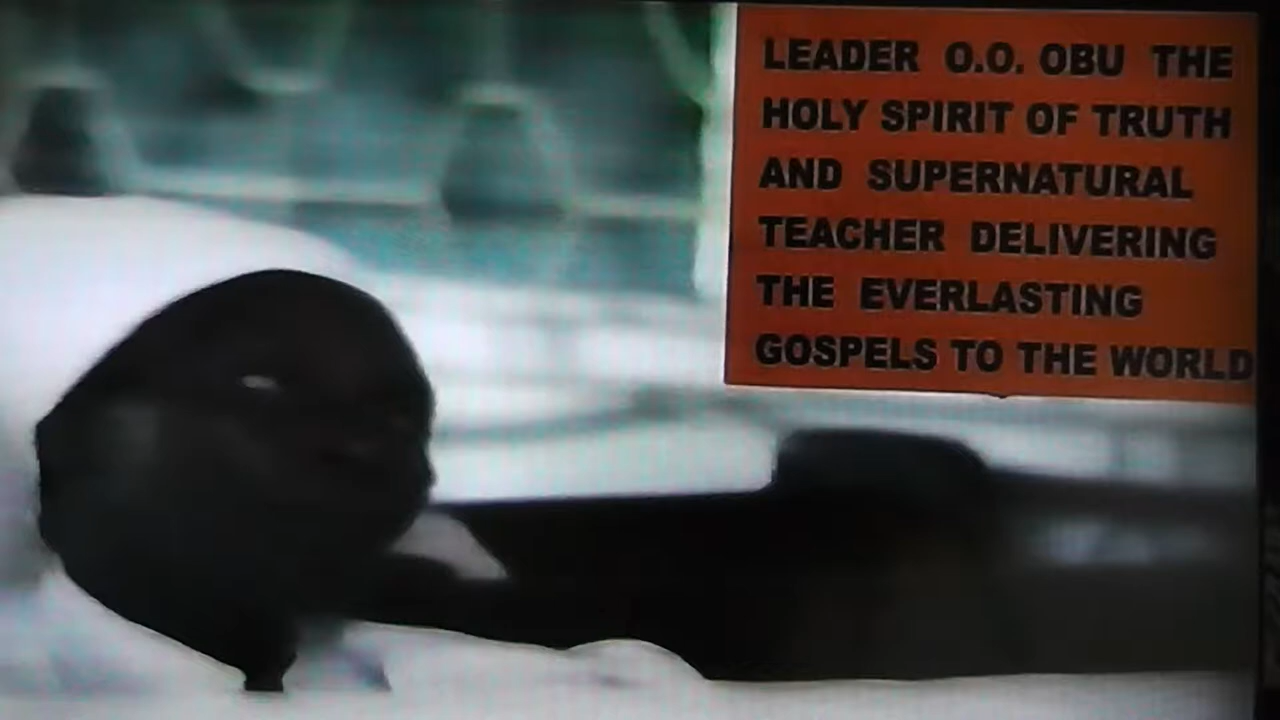 LEADER O.O. OBU THE
HOLY SPIRIT OF TRUTH
AND SUPERNATURAL
TEACHER DELIVERING
THE EVERLASTING
GOSPELS TO THE WORLD